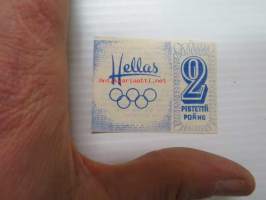 Hellas
2
PISTETTÄ
POÄNG